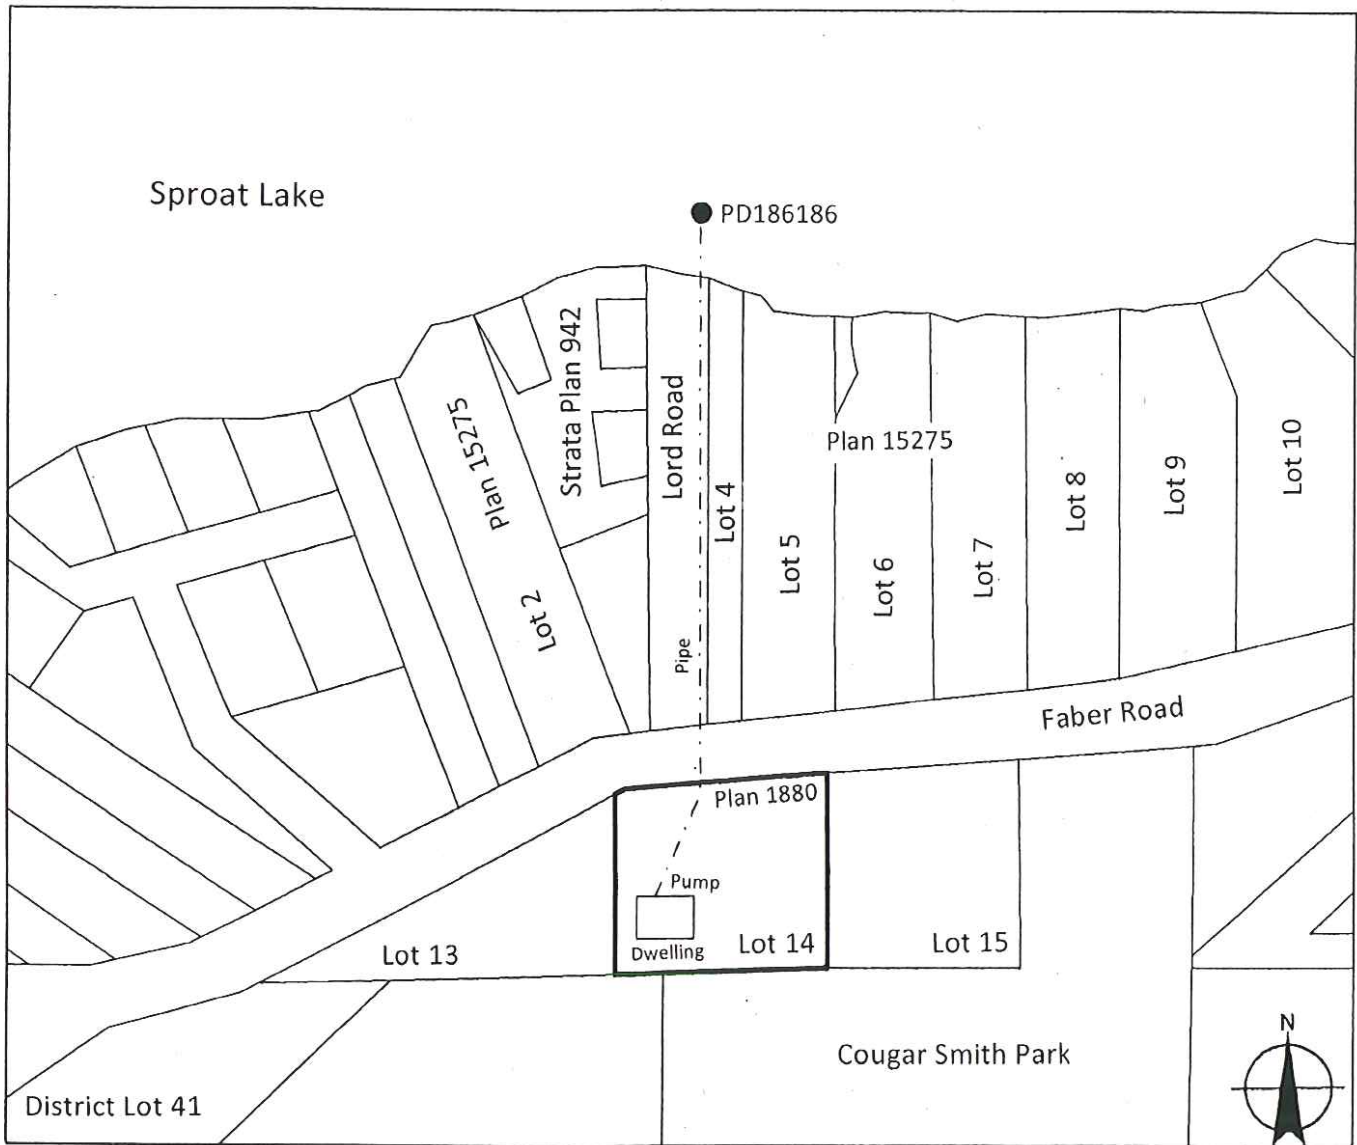 Sproat Lake
PD186186
Strata Plan 942
Plan 15275
Lord Road
Plan 15275
Lot 4
Lot 10
Lot 9
Lot 8
Lot 7
Lot 6
Lot 5
Lot 2
Pipe
Faber Road
Plan 1880
Pump
Dwelling
Lot 13
Lot 14
Lot 15
N
Cougar Smith Park
District Lot 41